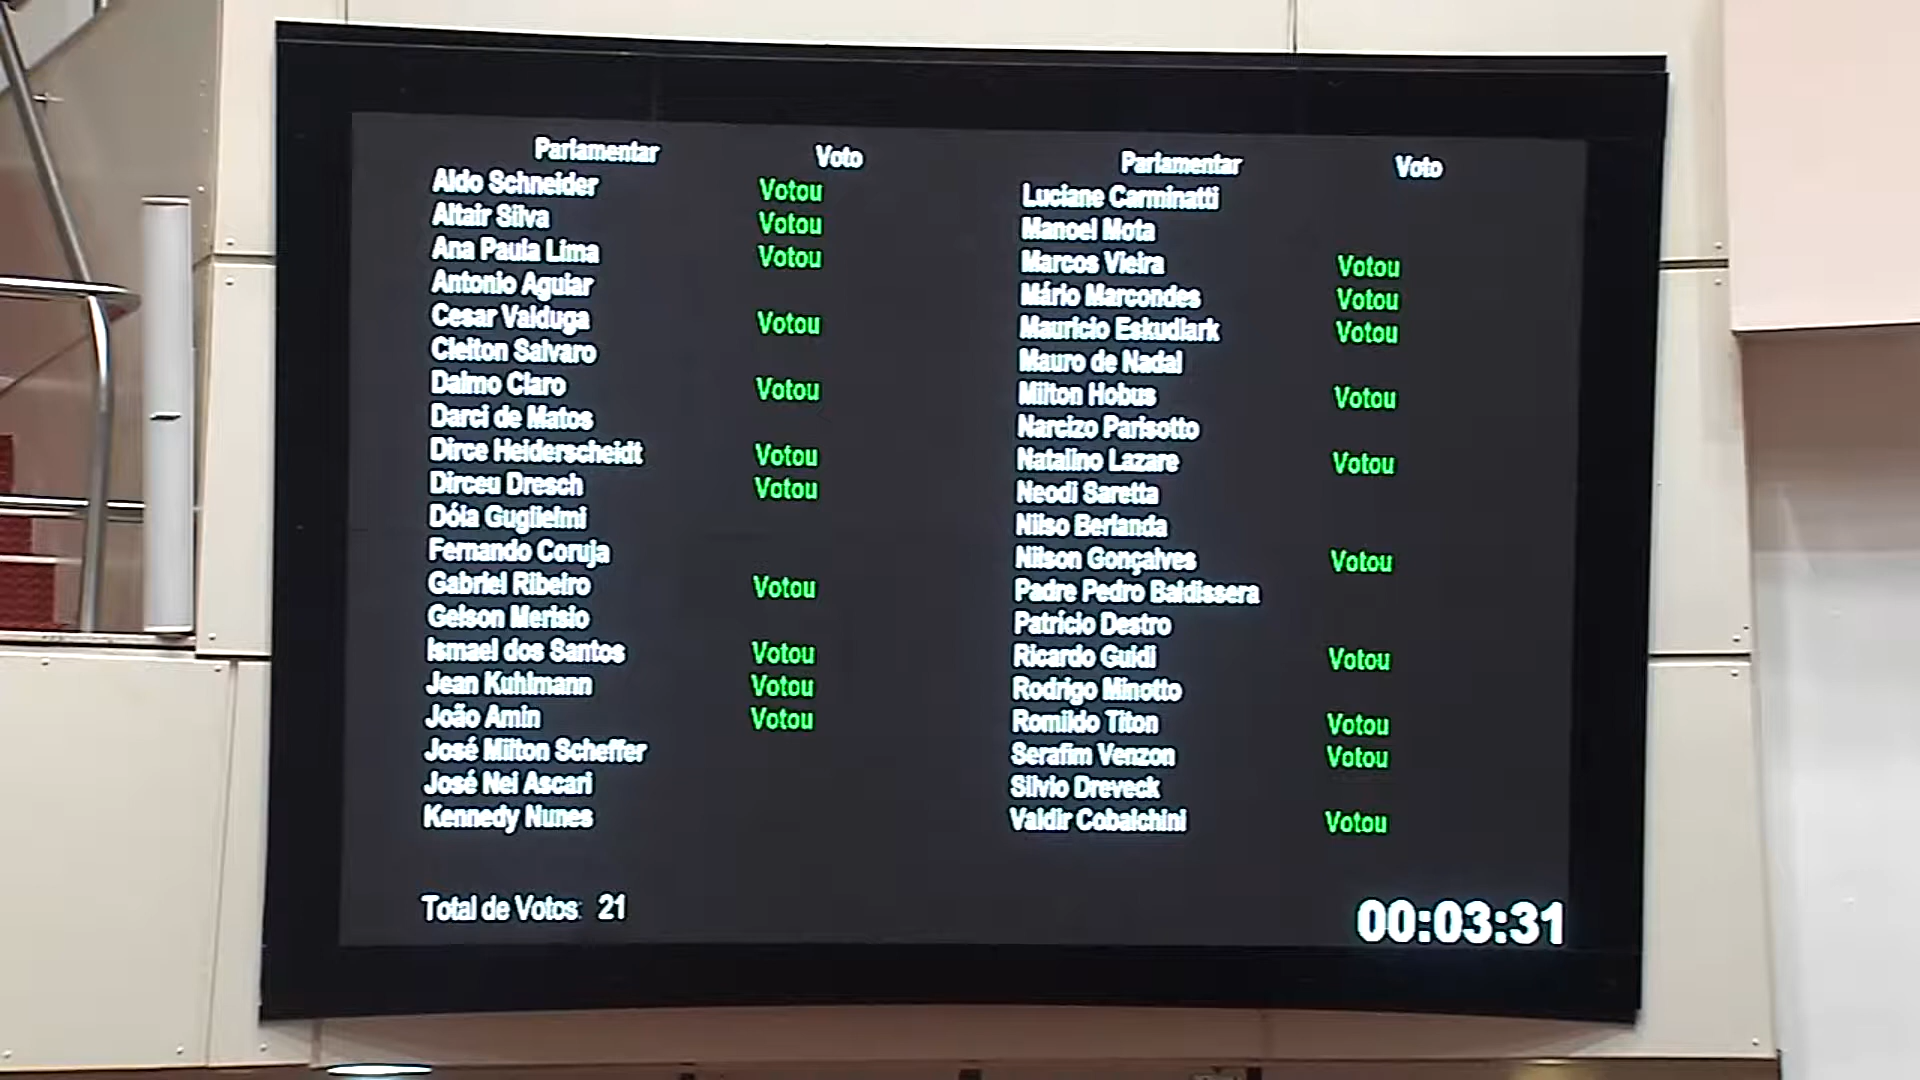 Parlamentar Voto
Aldo Schneider Votou
Altair Silva Votou
Ana Paula Lima Votou
Antonio Aguiar
Cesar Valduga Votou
Cleiton Salvaro
Dalmo Claro Votou
Darci de Matos
Dirce Heiderscheidt Votou
Dirceu Dresch Votou
Dóia Guglielmi
Fernando Coruja
Gabriel Ribeiro Votou
Gelson Merisio
Ismael dos Santos Votou
Jean Kuhlmann Votou
João Amin Votou
José Milton Scheffer
José Nei Ascari
Kennedy Nunes
Parlamentar Voto
Luciane Carminatti
Manoel Mota
Marcos Vieira Votou
Mário Marcondes Votou
Mauricio Eskudlark Votou
Mauro de Nadal
Milton Hobus Votou
Narcizo Parisotto
Natalino Lazare Votou
Neodi Saretta
Nilso Berlanda
Nilson Gonçalves Votou
Padre Pedro Baldissera
Patrício Destro
Ricardo Guidi Votou
Rodrigo Minotto
Romildo Titon Votou
Serafim Venzon Votou
Silvio Dreveck
Valdir Cobalchini Votou
Total de Votos: 21
00:03:31